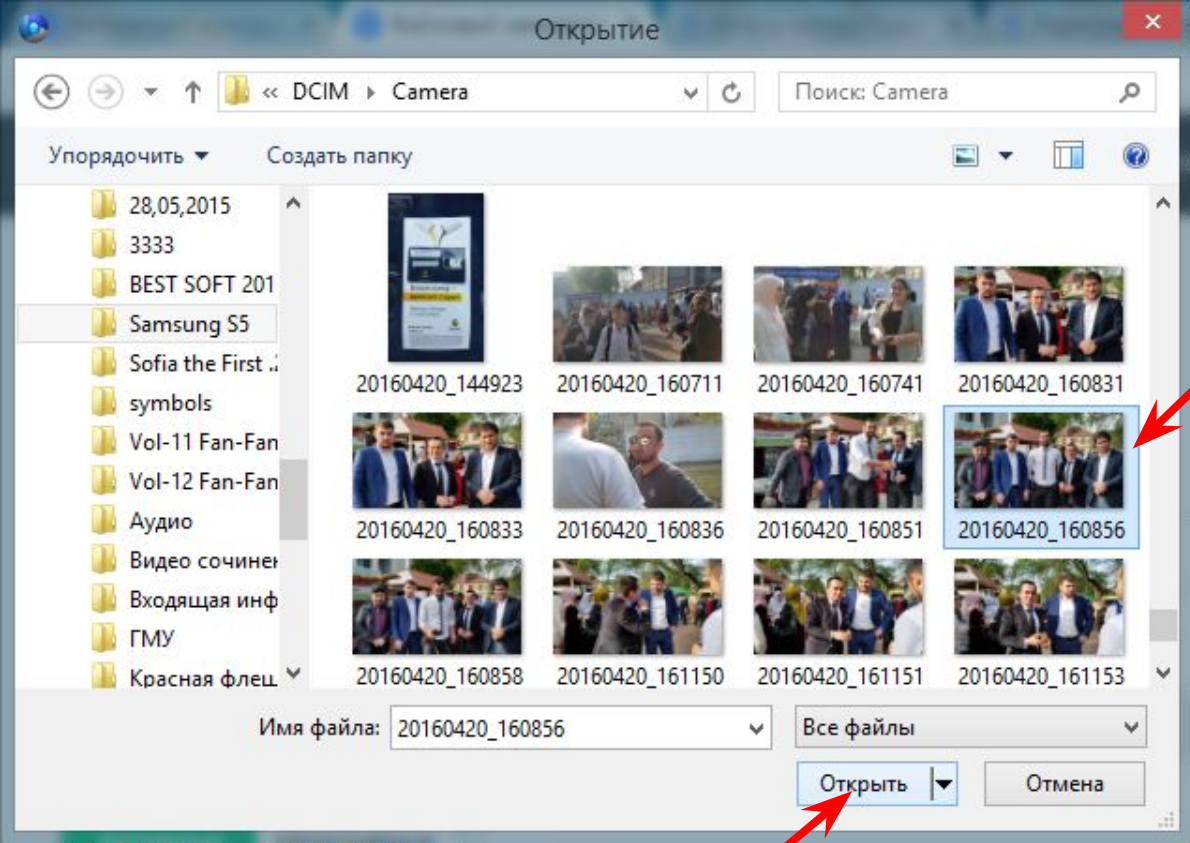 Открытие
« DCIM Camera
Поиск: Camera
Упорядочить
Создать папку
28,05,2015
3333
BEST SOFT 201
Samsung S5
Sofia the First .
symbols
Vol-11 Fan-Fan
Vol-12 Fan-Fan
Аудио
Видео сочинен
Входящая инф
ГМУ
Красная флеш
20160420_144923
20160420_160711
20160420_160741
20160420_160831
20160420_160833
20160420_160836
20160420_160851
20160420_160856
20160420_160858
20160420_161150
20160420_161151
20160420_161153
Имя файла:
20160420_160856
Все файлы
Открыть
Отмена